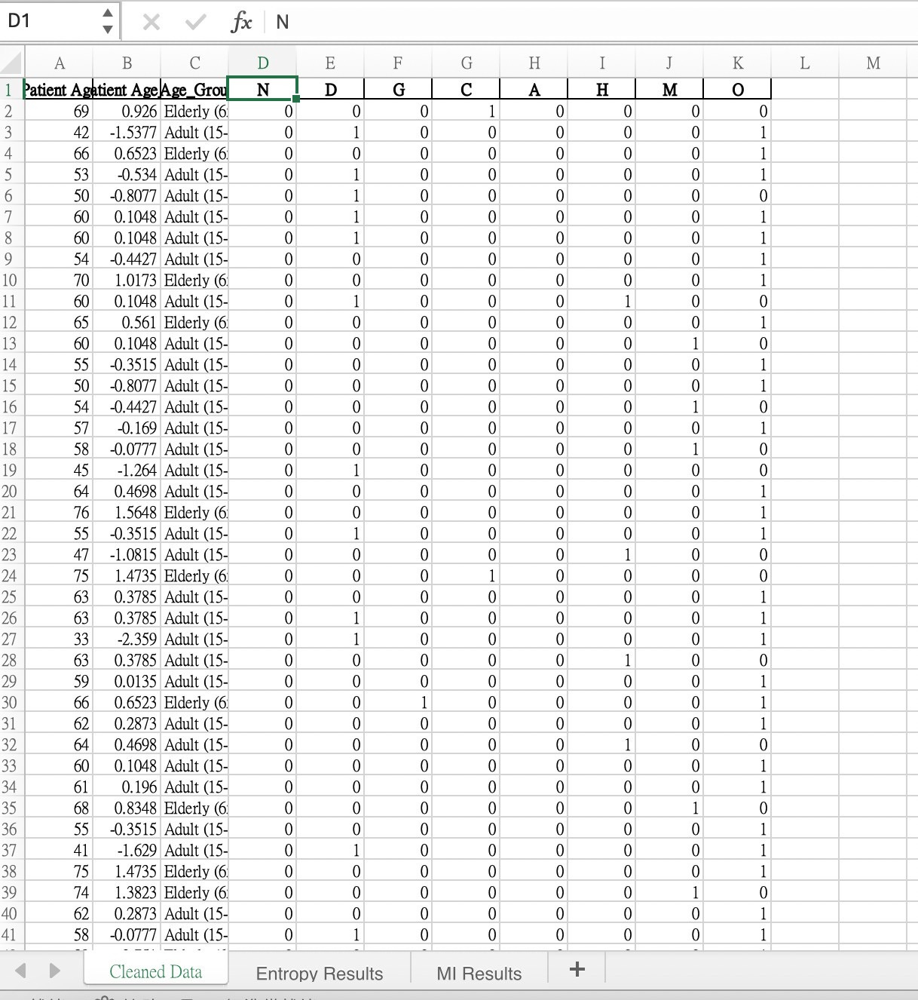 D1 fx N
A B C D E F G H I J K L M
1 Patient Ag atient Age Age_Grou N D G C A H M O
2 69 0.926 Elderly (6 0 0 0 1 0 0 0 0
3 42 -1.5377 Adult (15- 0 1 0 0 0 0 0 1
4 66 0.6523 Elderly (6 0 0 0 0 0 0 0 1
5 53 -0.534 Adult (15- 0 1 0 0 0 0 0 1
6 50 -0.8077 Adult (15- 0 1 0 0 0 0 0 0
7 60 0.1048 Adult (15- 0 1 0 0 0 0 0 1
8 60 0.1048 Adult (15- 0 1 0 0 0 0 0 1
9 54 -0.4427 Adult (15- 0 0 0 0 0 0 0 1
10 70 1.0173 Elderly (6 0 0 0 0 0 0 0 1
11 60 0.1048 Adult (15- 0 1 0 0 0 1 0 0
12 65 0.561 Elderly (6 0 0 0 0 0 0 0 1
13 60 0.1048 Adult (15- 0 0 0 0 0 0 1 0
14 55 -0.3515 Adult (15- 0 0 0 0 0 0 0 1
15 50 -0.8077 Adult (15- 0 0 0 0 0 0 0 1
16 54 -0.4427 Adult (15- 0 0 0 0 0 0 1 0
17 57 -0.169 Adult (15- 0 0 0 0 0 0 0 1
18 58 -0.0777 Adult (15- 0 0 0 0 0 0 1 0
19 45 -1.264 Adult (15- 0 1 0 0 0 0 0 0
20 64 0.4698 Adult (15- 0 0 0 0 0 0 0 1
21 76 1.5648 Elderly (6 0 0 0 0 0 0 0 1
22 55 -0.3515 Adult (15- 0 1 0 0 0 0 0 1
23 47 -1.0815 Adult (15- 0 0 0 0 0 1 0 0
24 75 1.4735 Elderly (6 0 0 0 1 0 0 0 0
25 63 0.3785 Adult (15- 0 0 0 0 0 0 0 1
26 63 0.3785 Adult (15- 0 1 0 0 0 0 0 1
27 33 -2.359 Adult (15- 0 1 0 0 0 0 0 1
28 63 0.3785 Adult (15- 0 0 0 0 0 1 0 0
29 59 0.0135 Adult (15- 0 0 0 0 0 0 0 1
30 66 0.6523 Elderly (6 0 0 1 0 0 0 0 1
31 62 0.2873 Adult (15- 0 0 0 0 0 0 0 1
32 64 0.4698 Adult (15- 0 0 0 0 0 1 0 0
33 60 0.1048 Adult (15- 0 0 0 0 0 0 0 1
34 61 0.196 Adult (15- 0 0 0 0 0 0 0 1
35 68 0.8348 Elderly (6 0 0 0 0 0 0 1 0
36 55 -0.3515 Adult (15- 0 0 0 0 0 0 0 1
37 41 -1.629 Adult (15- 0 1 0 0 0 0 0 1
38 75 1.4735 Elderly (6 0 0 0 0 0 0 0 1
39 74 1.3823 Elderly (6 0 0 0 0 0 0 1 0
40 62 0.2873 Adult (15- 0 0 0 0 0 0 0 1
41 58 -0.0777 Adult (15- 0 1 0 0 0 0 0 1
Cleaned Data Entropy Results MI Results +